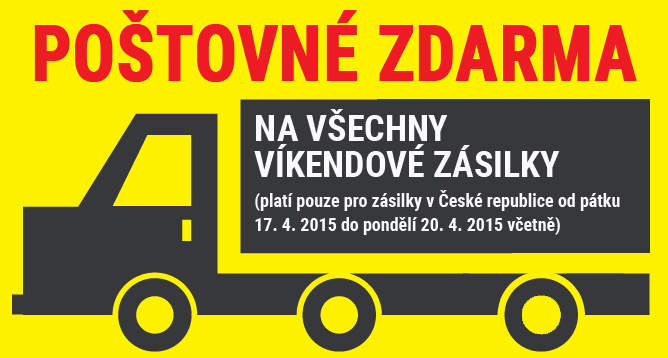 POŠTOVNÉ ZDARMA
NA VŠECHNY
VÍKENDOVÉ ZÁSILKY
(platí pouze pro zásilky v České republice od pátku
17. 4. 2015 do pondělí 20. 4. 2015 včetně)